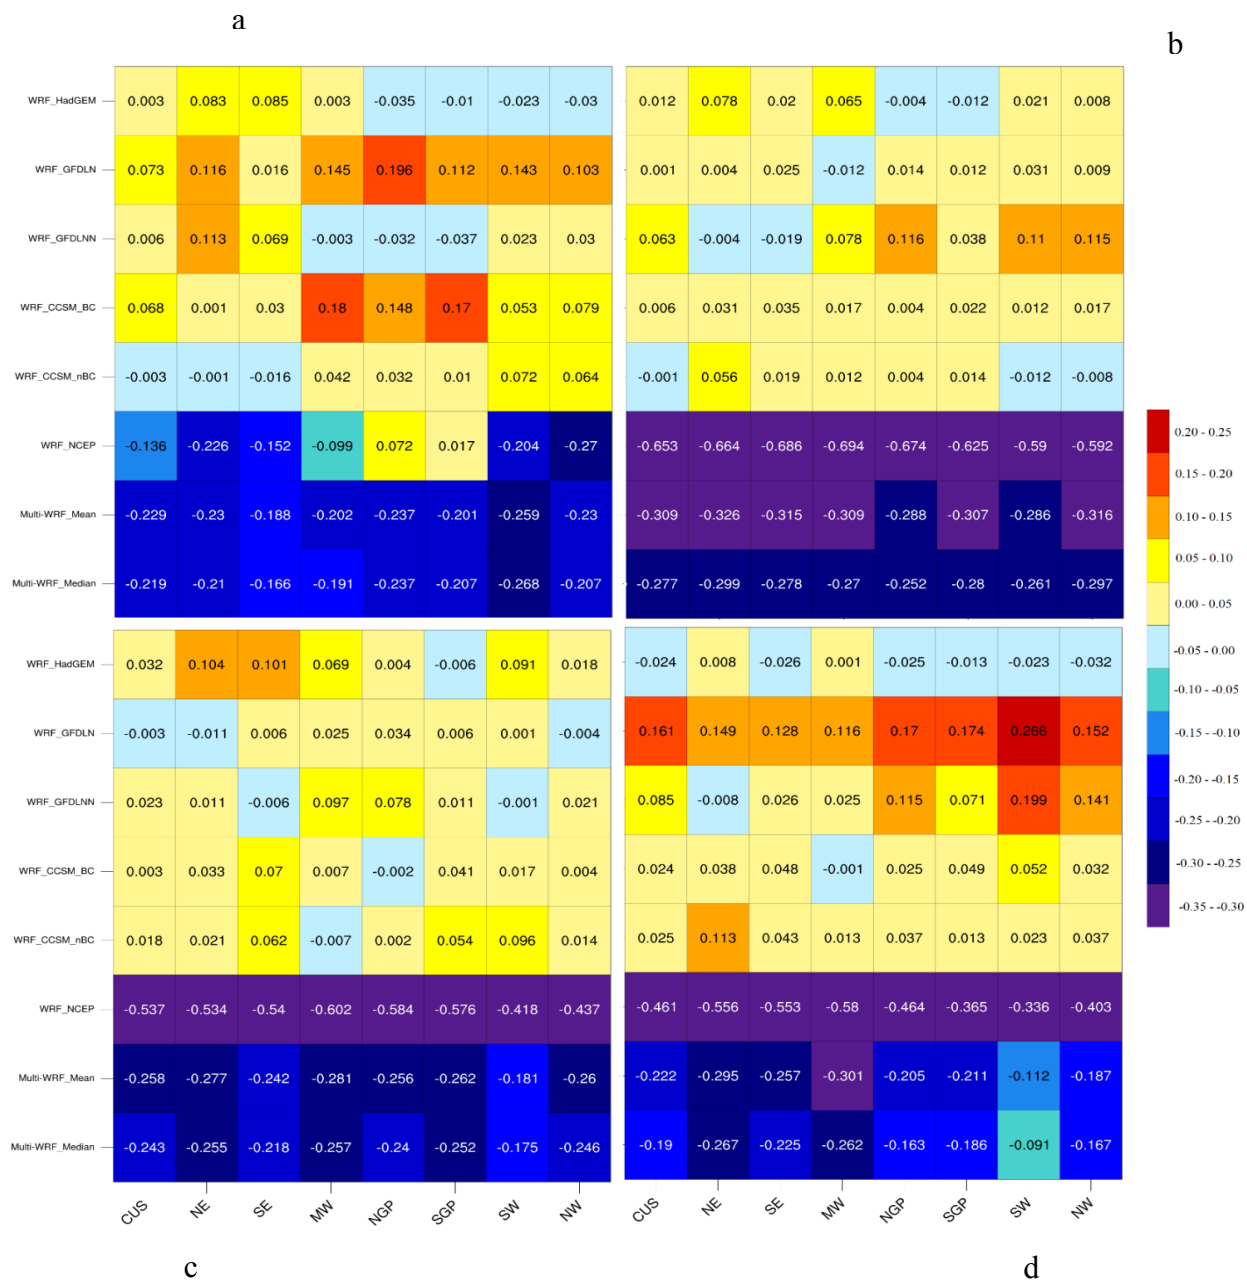 a
b
WRF_HadGEM 0.003 0.083 0.085 0.003 -0.035 -0.01 -0.023 -0.03 0.012 0.078 0.02 0.065 -0.004 -0.012 0.021 0.008
WRF_GFDLN 0.073 0.116 0.016 0.145 0.196 0.112 0.143 0.103 0.001 0.004 0.025 -0.012 0.014 0.012 0.031 0.009
WRF_GFDLNN 0.006 0.113 0.069 -0.003 -0.032 -0.037 0.023 0.03 0.063 -0.004 -0.019 0.078 0.116 0.038 0.11 0.115
WRF_CCSM_BC 0.068 0.001 0.03 0.18 0.148 0.17 0.053 0.079 0.006 0.031 0.035 0.017 0.004 0.022 0.012 0.017
WRF_CCSM_nBC -0.003 -0.001 -0.016 0.042 0.032 0.01 0.072 0.064 -0.001 0.056 0.019 0.012 0.004 0.014 -0.012 -0.008
WRF_NCEP -0.136 -0.226 -0.152 -0.099 0.072 0.017 -0.204 -0.27 -0.653 -0.664 -0.686 -0.694 -0.674 -0.625 -0.59 -0.592
Multi-WRF_Mean -0.229 -0.23 -0.188 -0.202 -0.237 -0.201 -0.259 -0.23 -0.309 -0.326 -0.315 -0.309 -0.288 -0.307 -0.286 -0.316
Multi-WRF_Median -0.219 -0.21 -0.166 -0.191 -0.237 -0.207 -0.268 -0.207 -0.277 -0.299 -0.278 -0.27 -0.252 -0.28 -0.261 -0.297
WRF_HadGEM 0.032 0.104 0.101 0.069 0.004 -0.006 0.091 0.018 -0.024 0.008 -0.026 0.001 -0.025 -0.013 -0.023 -0.032
WRF_GFDLN -0.003 -0.011 0.006 0.025 0.034 0.006 0.001 -0.004 0.161 0.149 0.128 0.116 0.17 0.174 0.266 0.152
WRF_GFDLNN 0.023 0.011 -0.006 0.097 0.078 0.011 -0.001 0.021 0.085 -0.008 0.026 0.025 0.115 0.071 0.199 0.141
WRF_CCSM_BC 0.003 0.033 0.07 0.007 -0.002 0.041 0.017 0.004 0.024 0.038 0.048 -0.001 0.025 0.049 0.052 0.032
WRF_CCSM_nBC 0.018 0.021 0.062 -0.007 0.002 0.054 0.096 0.014 0.025 0.113 0.043 0.013 0.037 0.013 0.023 0.037
WRF_NCEP -0.537 -0.534 -0.54 -0.602 -0.584 -0.576 -0.418 -0.437 -0.461 -0.556 -0.553 -0.58 -0.464 -0.365 -0.336 -0.403
Multi-WRF_Mean -0.258 -0.277 -0.242 -0.281 -0.256 -0.262 -0.181 -0.26 -0.222 -0.295 -0.257 -0.301 -0.205 -0.211 -0.112 -0.187
Multi-WRF_Median -0.243 -0.255 -0.218 -0.257 -0.24 -0.252 -0.175 -0.246 -0.19 -0.267 -0.225 -0.262 -0.163 -0.186 -0.091 -0.167
CUS NE SE MW NGP SGP SW NW CUS NE SE MW NGP SGP SW NW
0.20 - 0.25
0.15 - 0.20
0.10 - 0.15
0.05 - 0.10
0.00 - 0.05
-0.05 - 0.00
-0.10 - -0.05
-0.15 - -0.10
-0.20 - -0.15
-0.25 - -0.20
-0.30 - -0.25
-0.35 - -0.30
c
d